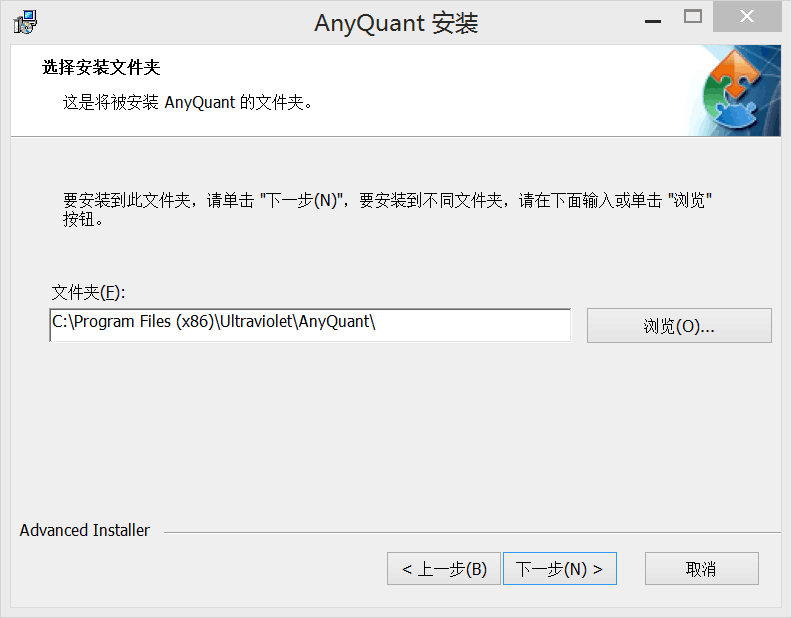 AnyQuant 安装
选择安装文件夹
这是将被安装 AnyQuant 的文件夹。
要安装到此文件夹，请单击 "下一步(N)"，要安装到不同文件夹，请在下面输入或单击 "浏览"
按钮。
文件夹(F):
C:\Program Files (x86)\Ultraviolet\AnyQuant\
浏览(O)...
Advanced Installer
< 上一步(B)
下一步(N) >
取消